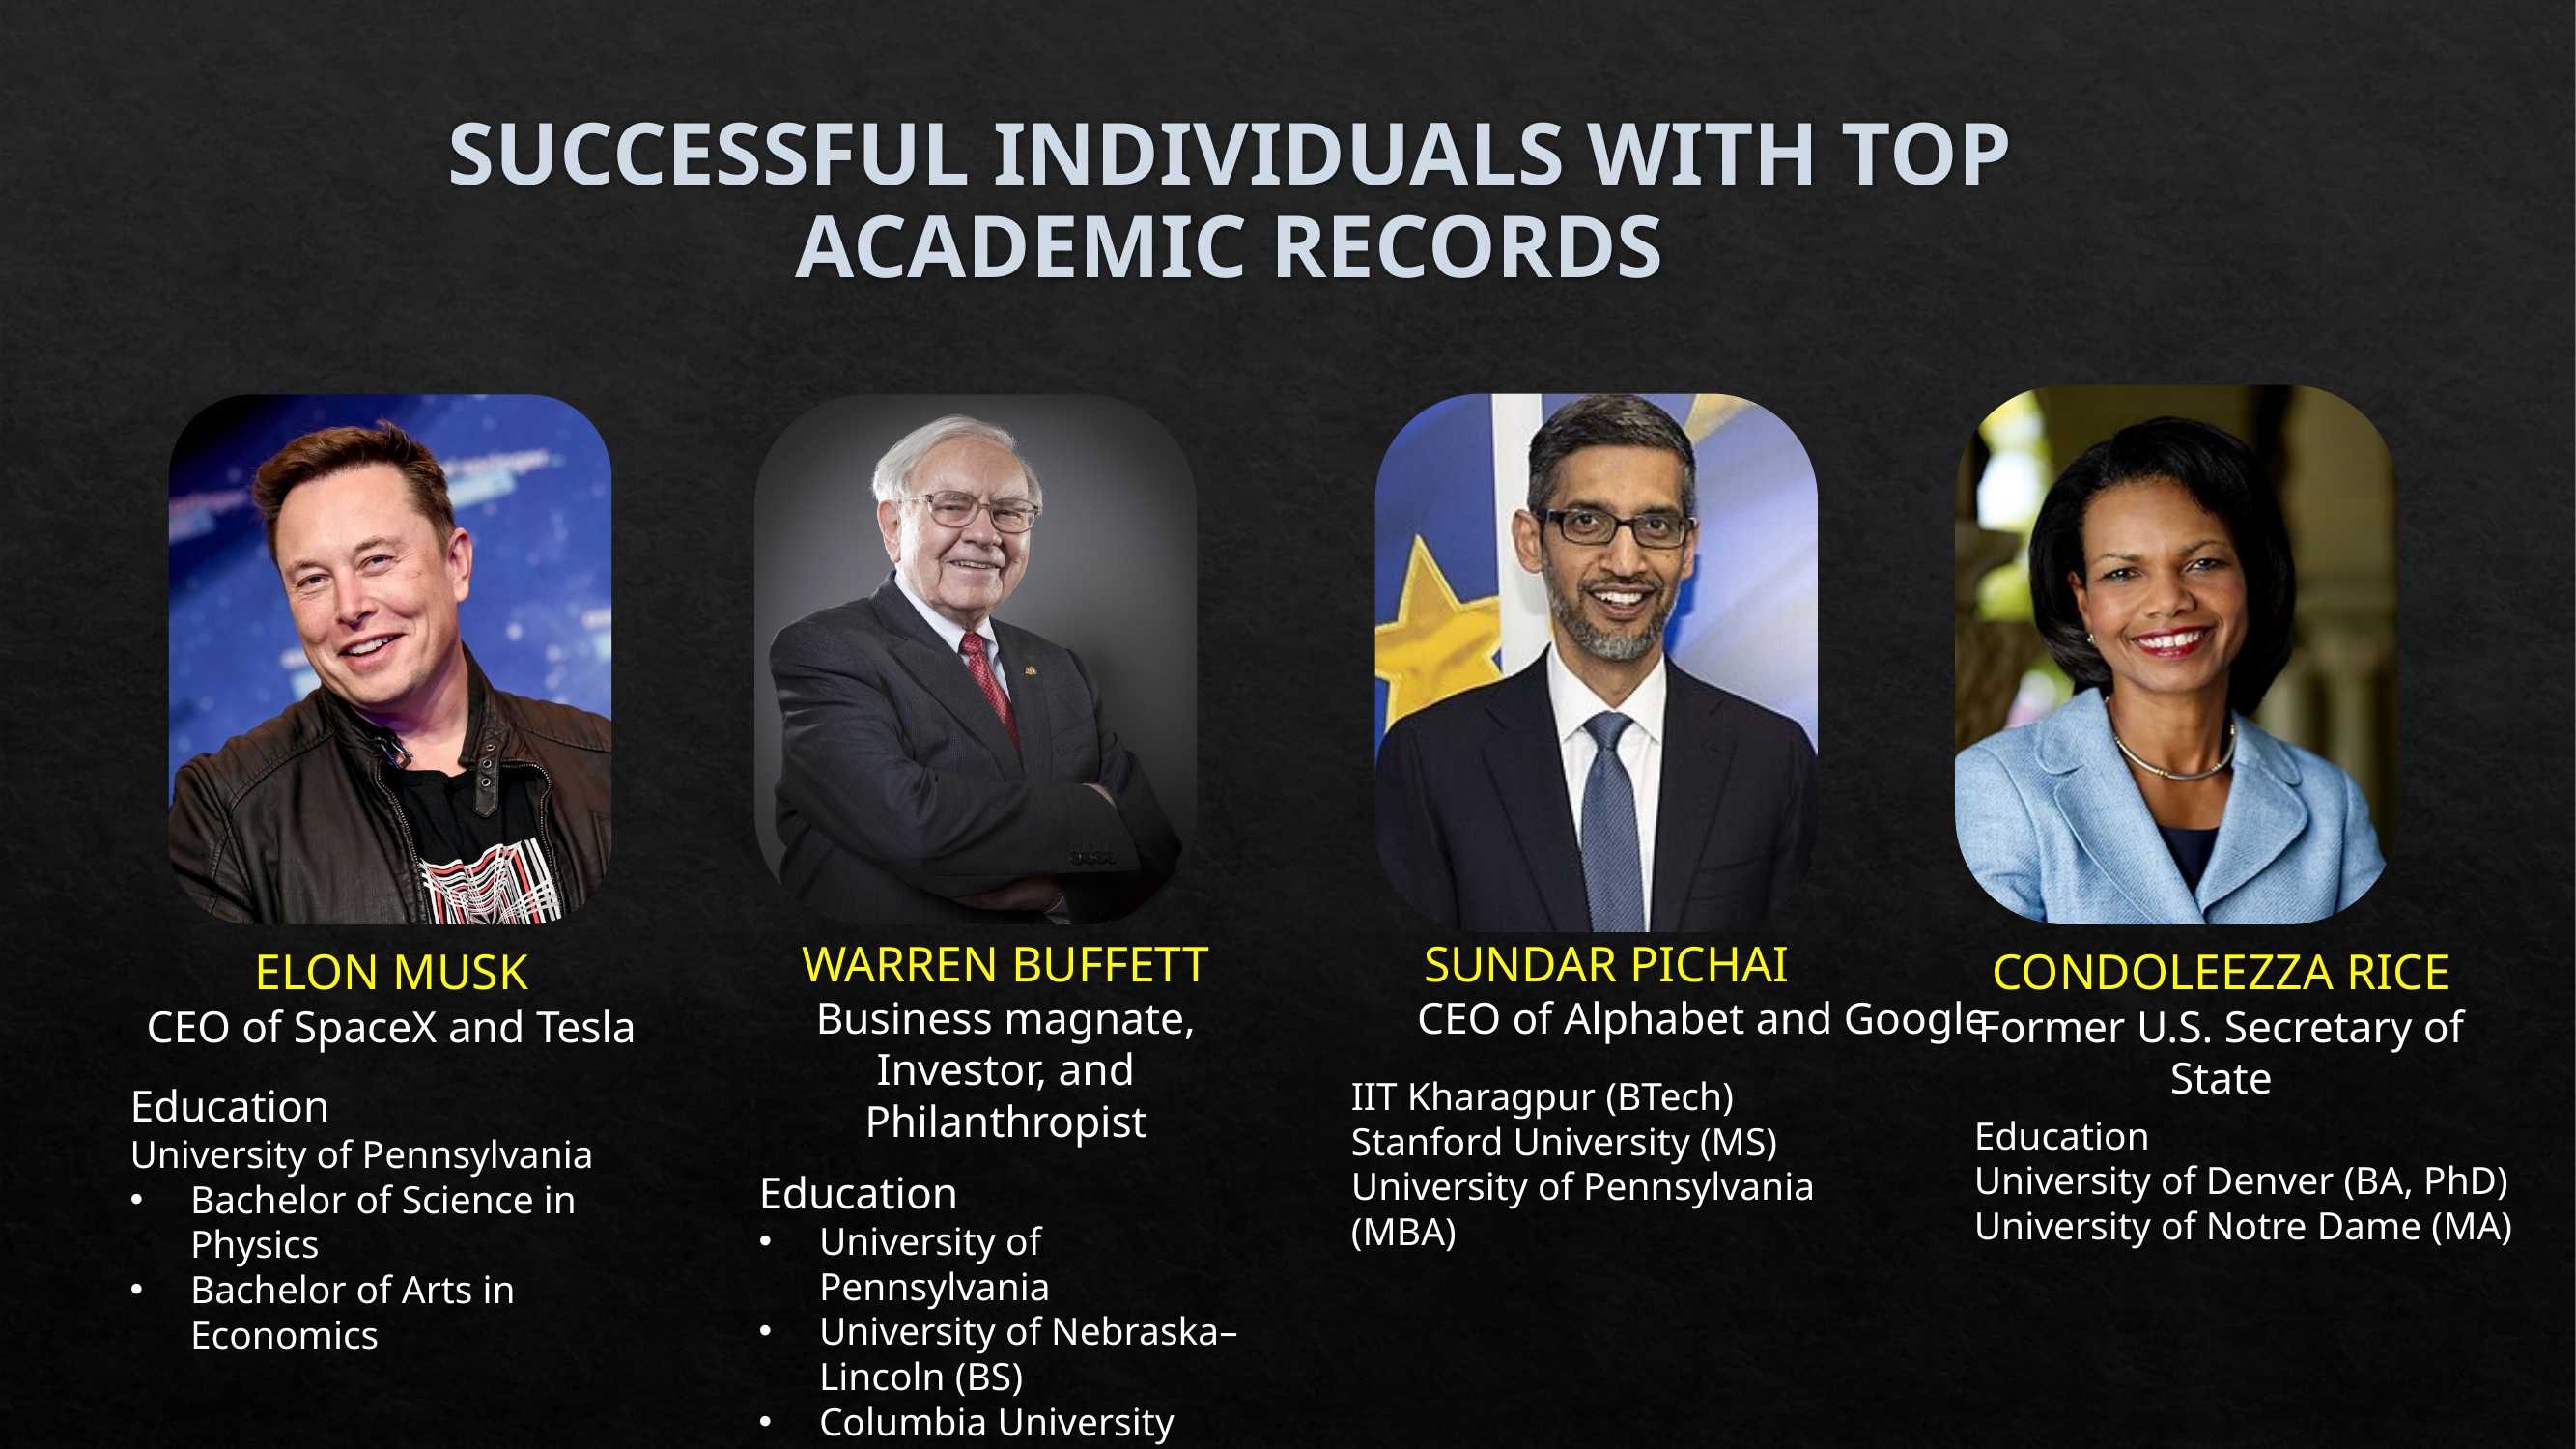 SUCCESSFUL INDIVIDUALS WITH TOP
ACADEMIC RECORDS
ELON MUSK
CEO of SpaceX and Tesla
Education
University of Pennsylvania
• Bachelor of Science in
Physics
• Bachelor of Arts in
Economics
WARREN BUFFETT
Business magnate,
Investor, and
Philanthropist
Education
• University of
Pennsylvania
• University of Nebraska–
Lincoln (BS)
• Columbia University
SUNDAR PICHAI
CEO of Alphabet and Google
IIT Kharagpur (BTech)
Stanford University (MS)
University of Pennsylvania
(MBA)
CONDOLEEZZA RICE
Former U.S. Secretary of
State
Education
University of Denver (BA, PhD)
University of Notre Dame (MA)